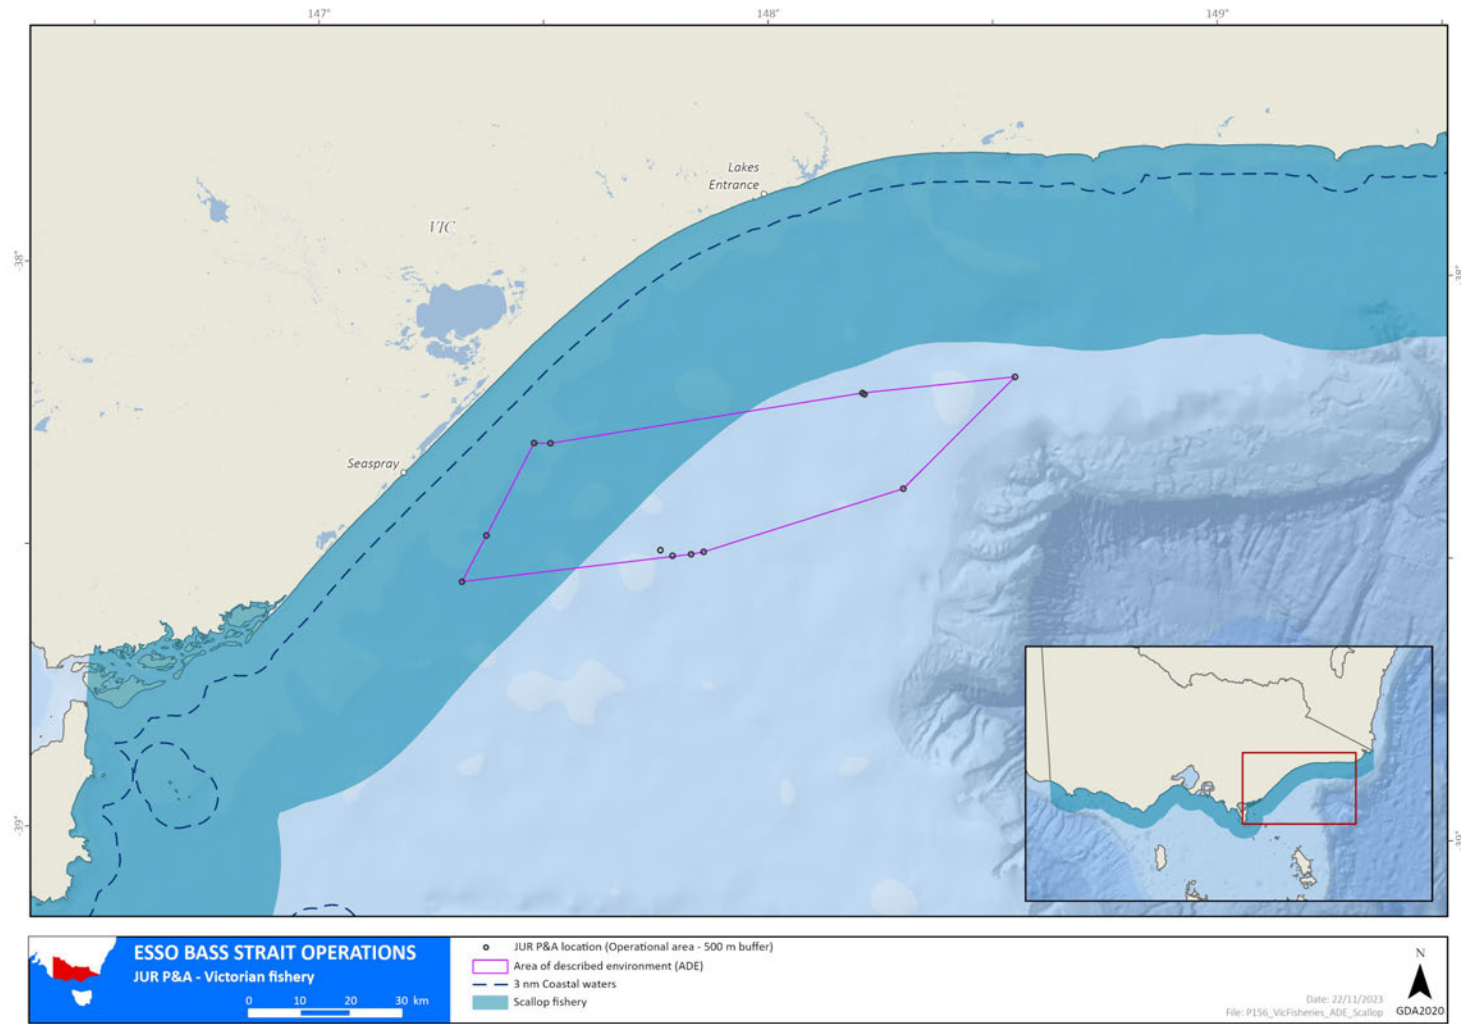 147°
148°
149°
Lakes
Entrance
VIC
-38°
-38°
Seaspray
-39°
-39°
ESSO BASS STRAIT OPERATIONS
JUR P&A - Victorian fishery
0 10 20 30 km
JUR P&A location (Operational area - 500 m buffer)
Area of described environment (ADE)
3 nm Coastal waters
Scallop fishery
N
Date: 22/11/2023
File: P156_VicFisheries_ADE_Scallop
GDA2020